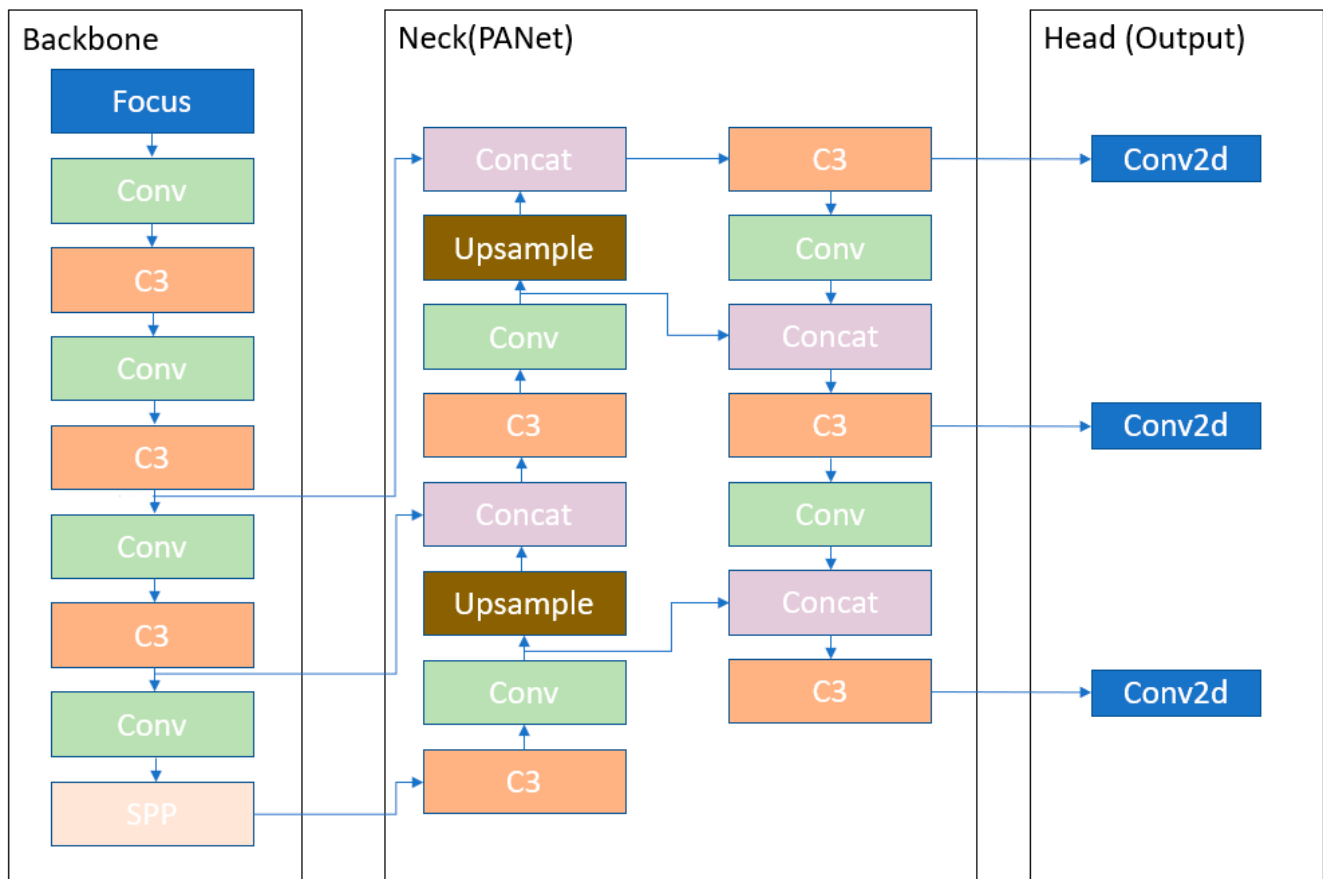 Backbone
Focus
Conv
C3
Conv
C3
Conv
C3
Conv
SPP
Neck(PANet)
Concat
Upsample
Conv
C3
Concat
Upsample
Conv
C3
C3
Conv
Concat
C3
Conv
Concat
C3
Head (Output)
Conv2d
Conv2d
Conv2d